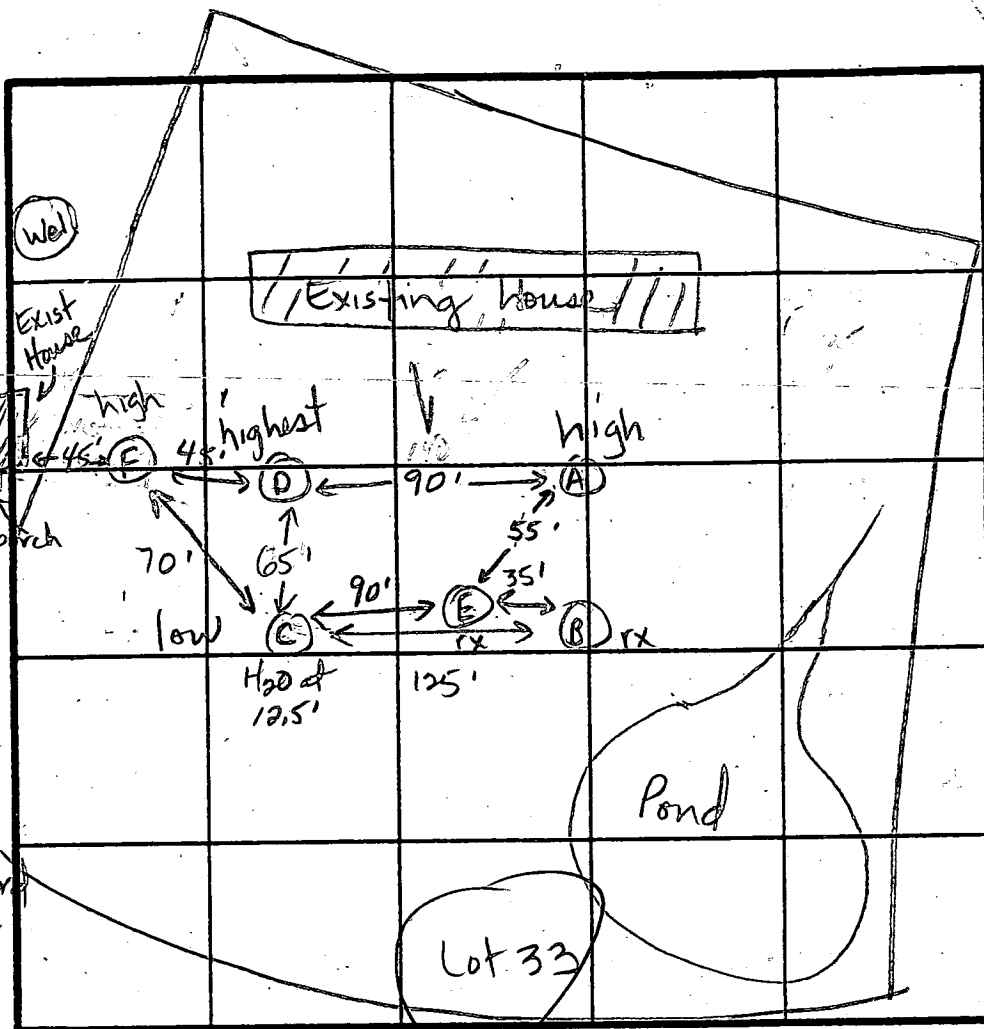 Wel
Existing House
Exist
House
high
highest
high
45'
F
45'
D
90'
A
55'
70'
65'
90'
E
35'
low
C
rx
B
rx
H2O at
12.5'
125'
Pond
Lot 33